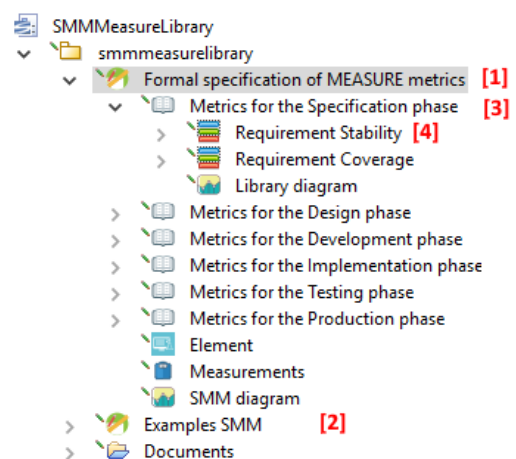 SMMMeasureLibrary
smmmeasurelibrary
Formal specification of MEASURE metrics [1]
Metrics for the Specification phase [3]
Requirement Stability [4]
Requirement Coverage
Library diagram
Metrics for the Design phase
Metrics for the Development phase
Metrics for the Implementation phase
Metrics for the Testing phase
Metrics for the Production phase
Element
Measurements
SMM diagram
Examples SMM [2]
Documents